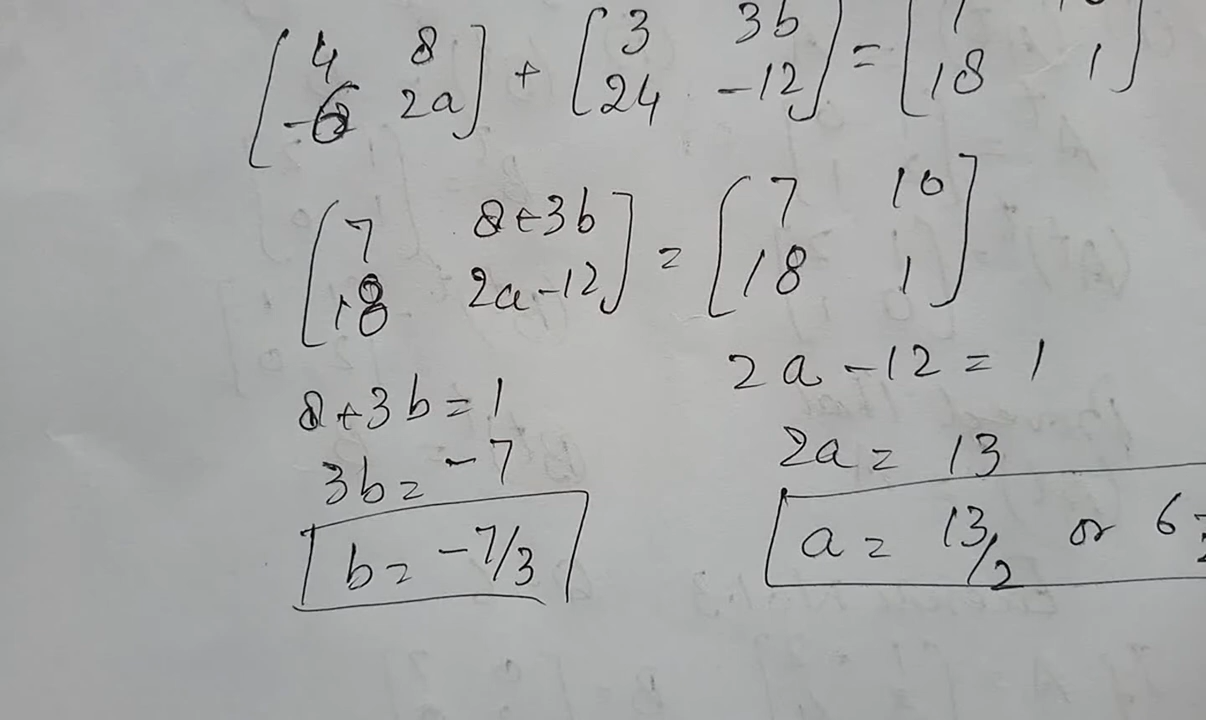 [4 8 -6 2a] + [3 3b 24 -12] = [7 18 1]
[7 8+3b 18 2a-12] = [7 10 18 1]
8+3b = 1
2a - 12 = 1
3b = -7
2a = 13
b = -7/3
a = 13/2 or 6